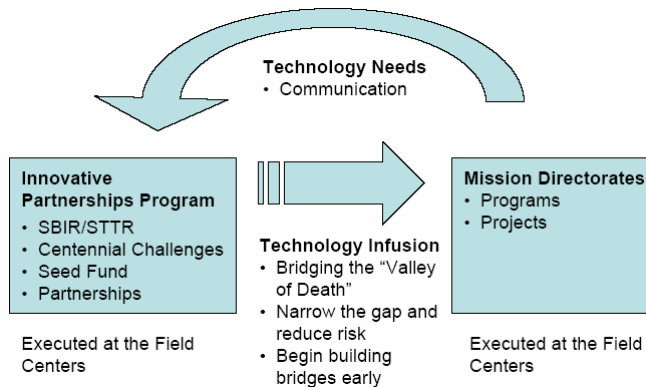 Technology Needs
• Communication
Innovative
Partnerships Program
• SBIR/STTR
• Centennial Challenges
• Seed Fund
• Partnerships
Executed at the Field
Centers
Technology Infusion
• Bridging the “Valley
of Death”
• Narrow the gap and
reduce risk
• Begin building
bridges early
Mission Directorates
• Programs
• Projects
Executed at the Field
Centers